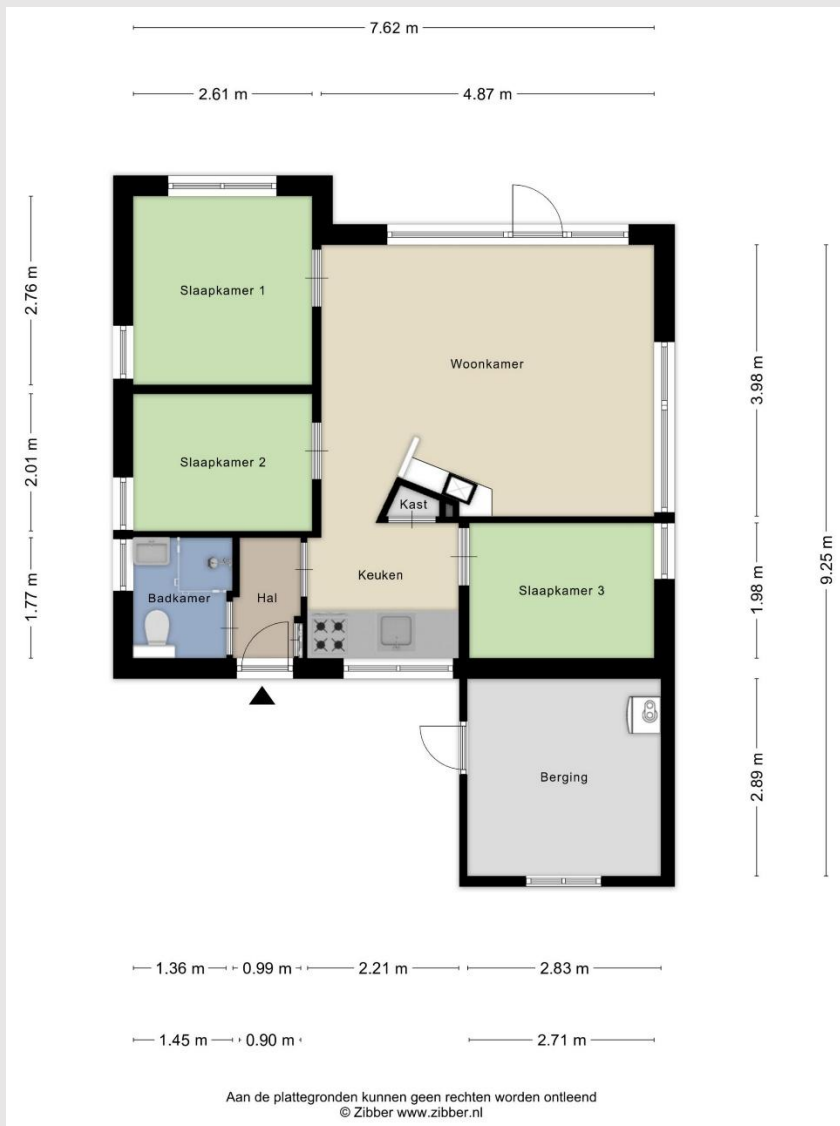 7.62 m
2.61 m 4.87 m
2.76 m
2.01 m
1.77 m
Slaapkamer 1
Woonkamer
Slaapkamer 2
Kast
Keuken
Slaapkamer 3
Badkamer Hal
Berging
3.98 m
1.98 m
2.89 m
9.25 m
1.36 m 0.99 m 2.21 m 2.83 m
1.45 m 0.90 m 2.71 m
Aan de plattegronden kunnen geen rechten worden ontleend
© Zibber www.zibber.nl